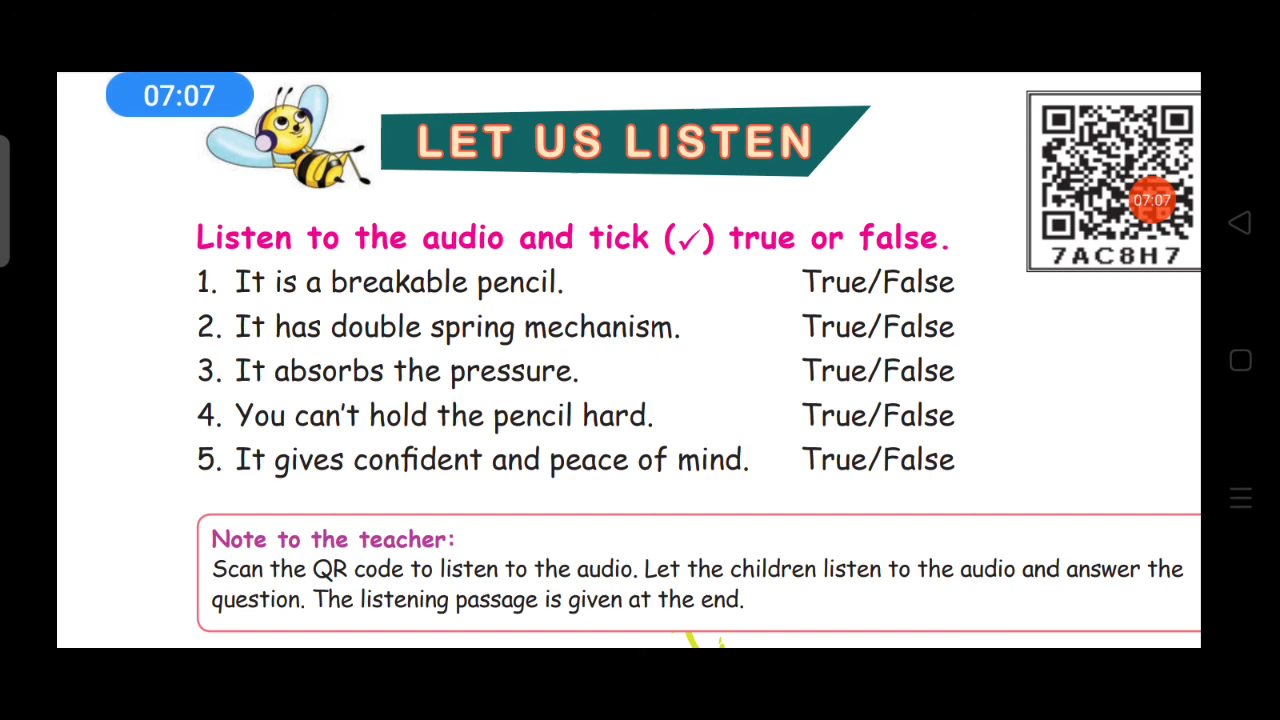 07:07
LET US LISTEN
07:07
7AC8H7
Listen to the audio and tick (✓) true or false.
1. It is a breakable pencil. True/False
2. It has double spring mechanism. True/False
3. It absorbs the pressure. True/False
4. You can't hold the pencil hard. True/False
5. It gives confident and peace of mind. True/False
Note to the teacher:
Scan the QR code to listen to the audio. Let the children listen to the audio and answer the
question. The listening passage is given at the end.